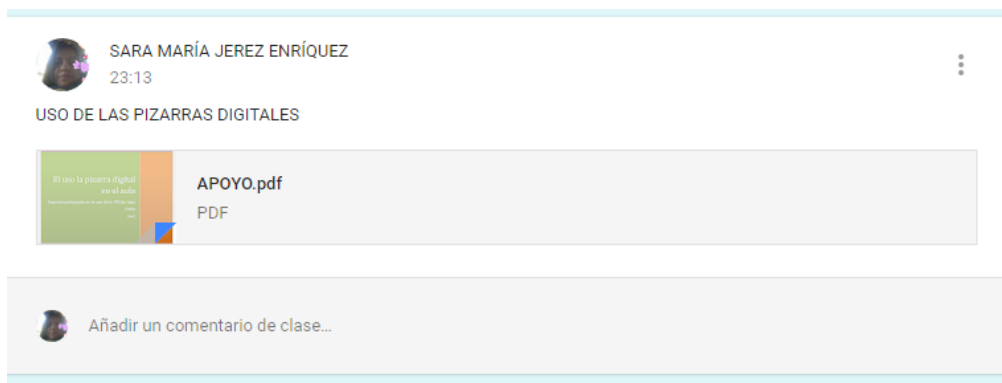 SARA MARÍA JEREZ ENRÍQUEZ
23:13
USO DE LAS PIZARRAS DIGITALES
El uso la pizarra digital
en el aula
APOYO.pdf
PDF
Añadir un comentario de clase...